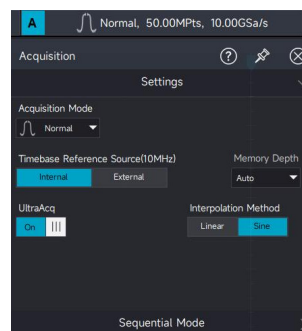 A Normal, 50.00MPts, 10.00GSa/s
Acquisition ?
Settings
Acquisition Mode
Normal
Timebase Reference Source(10MHz) Memory Depth
Internal External Auto
UltraAcq Interpolation Method
On Linear Sine
Sequential Mode